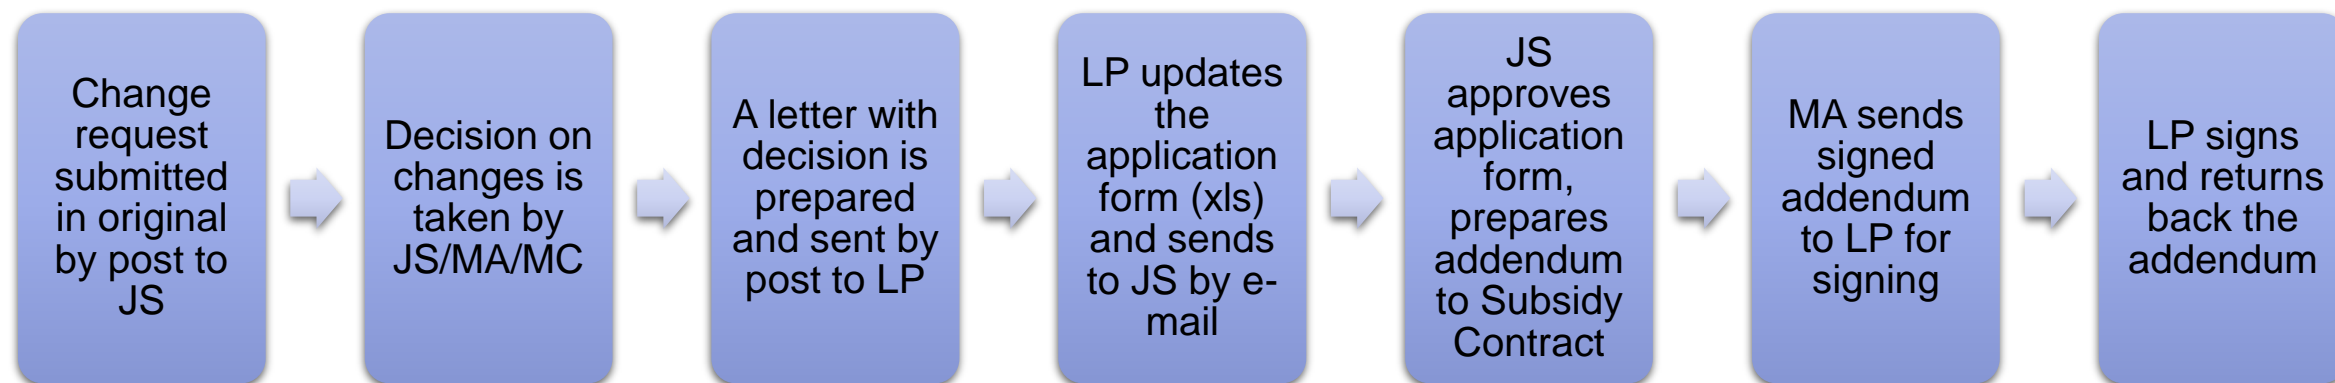 Change
request
submitted
in original
by post to
JS
Decision on
changes is
taken by
JS/MA/MC
A letter with
decision is
prepared
and sent by
post to LP
LP updates
the
application
form (xls)
and sends
to JS by e-
mail
JS
approves
application
form,
prepares
addendum
to Subsidy
Contract
MA sends
signed
addendum
to LP for
signing
LP signs
and returns
back the
addendum